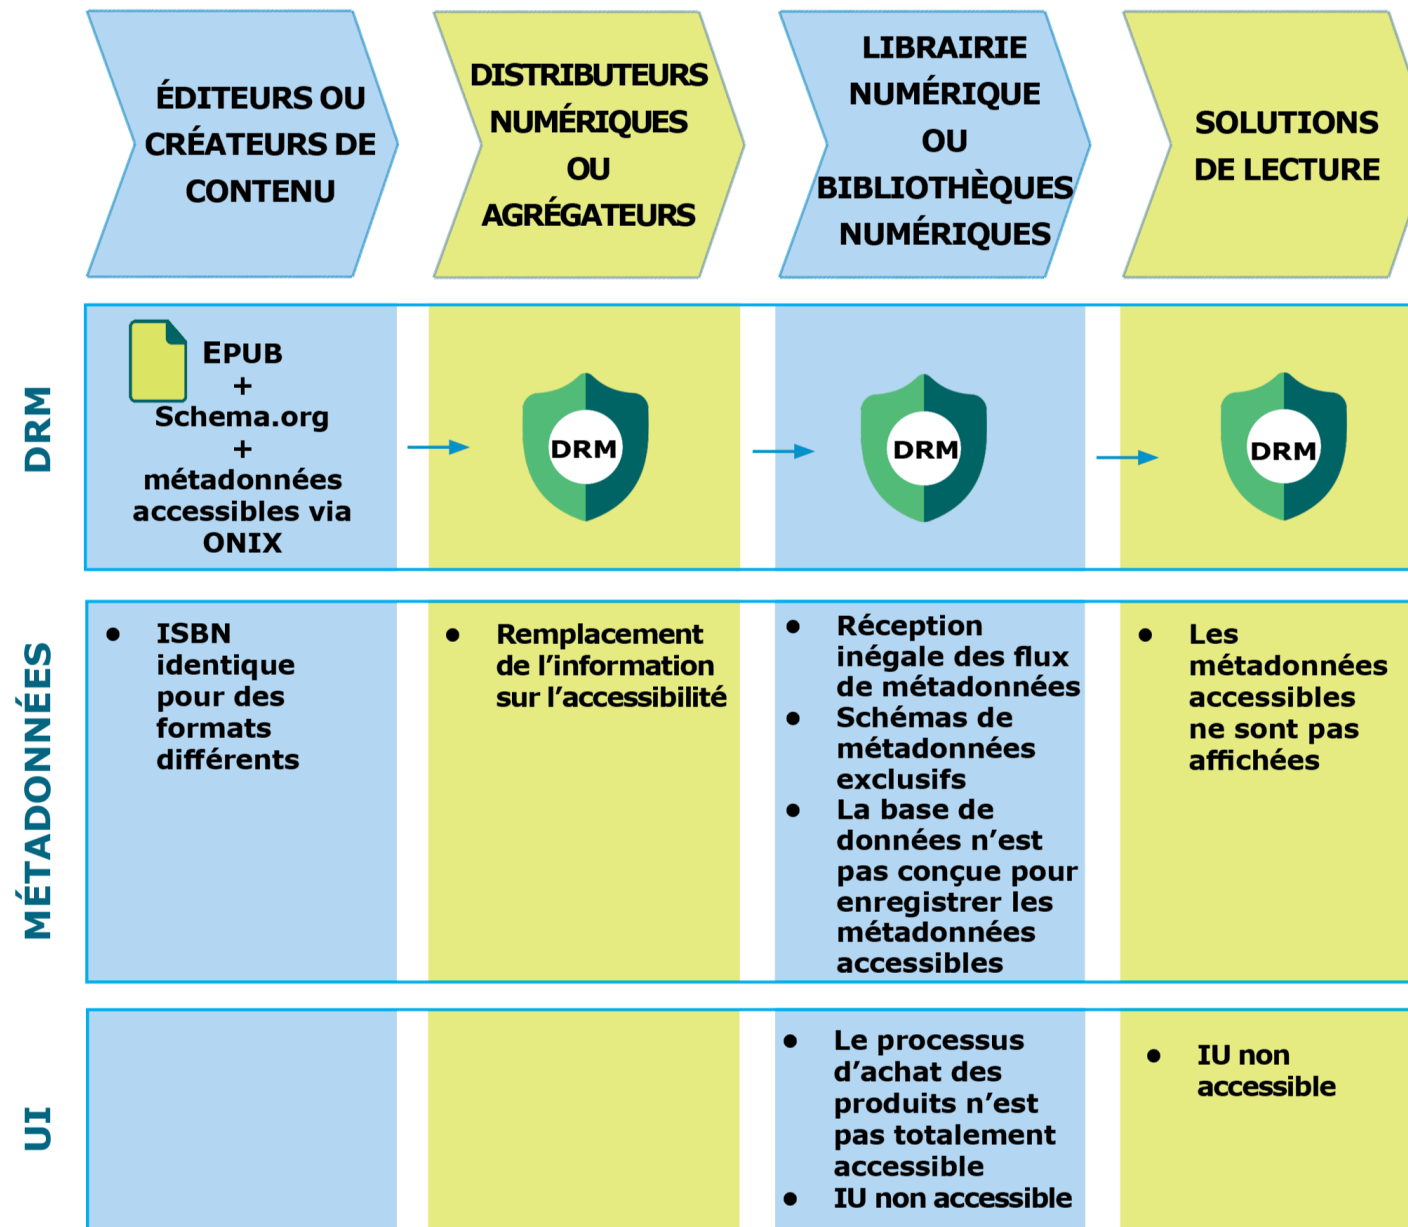 ÉDITEURS OU
CRÉATEURS DE
CONTENU
DISTRIBUTEURS
NUMÉRIQUES
OU
AGRÉGATEURS
LIBRAIRIE
NUMÉRIQUE
OU
BIBLIOTHÈQUES
NUMÉRIQUES
SOLUTIONS
DE LECTURE
DRM
EPUB
+
Schema.org
+
métadonnées
accessibles via
ONIX
DRM
DRM
DRM
MÉTADONNÉES
● ISBN
identique
pour des
formats
différents
● Remplacement
de l’information
sur l’accessibilité
● Réception
inégale des flux
de métadonnées
● Schémas de
métadonnées
exclusifs
● La base de
données n’est
pas conçue pour
enregistrer les
métadonnées
accessibles
● Les
métadonnées
accessibles
ne sont pas
affichées
UI
● Le processus
d’achat des
produits n’est
pas totalement
accessible
● IU non accessible
● IU non
accessible